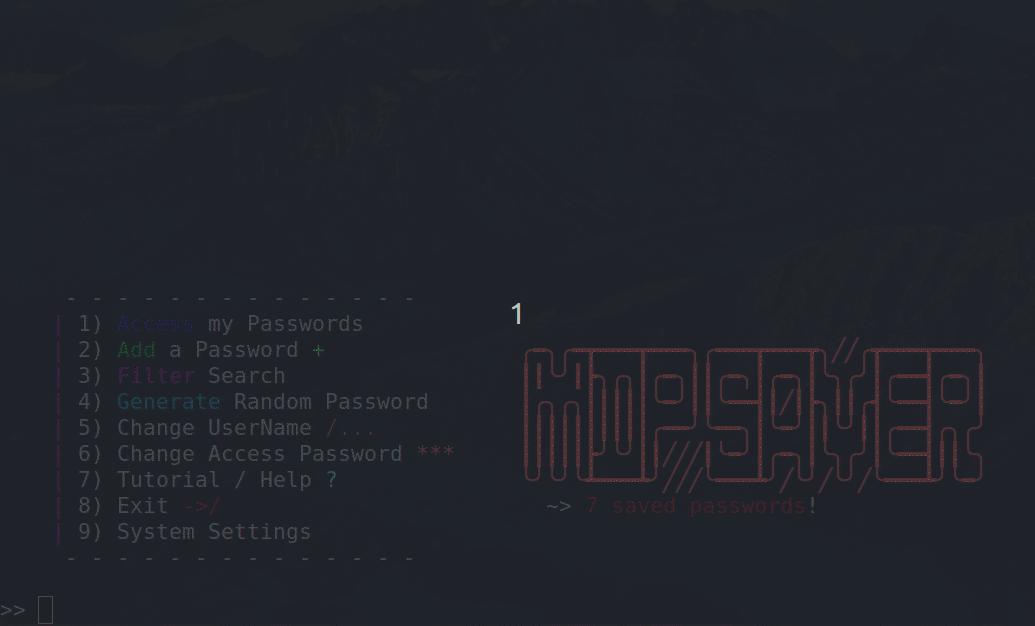 - - - - - - - - - - - - - -
1
| 1) Access my Passwords
| 2) Add a Password +
| 3) Filter Search
| 4) Generate Random Password
| 5) Change UserName /...
| 6) Change Access Password ***
| 7) Tutorial / Help ?
| 8) Exit ->/
| 9) System Settings
- - - - - - - - - - - - - -
MDPSAVER
~> 7 saved passwords!
>>